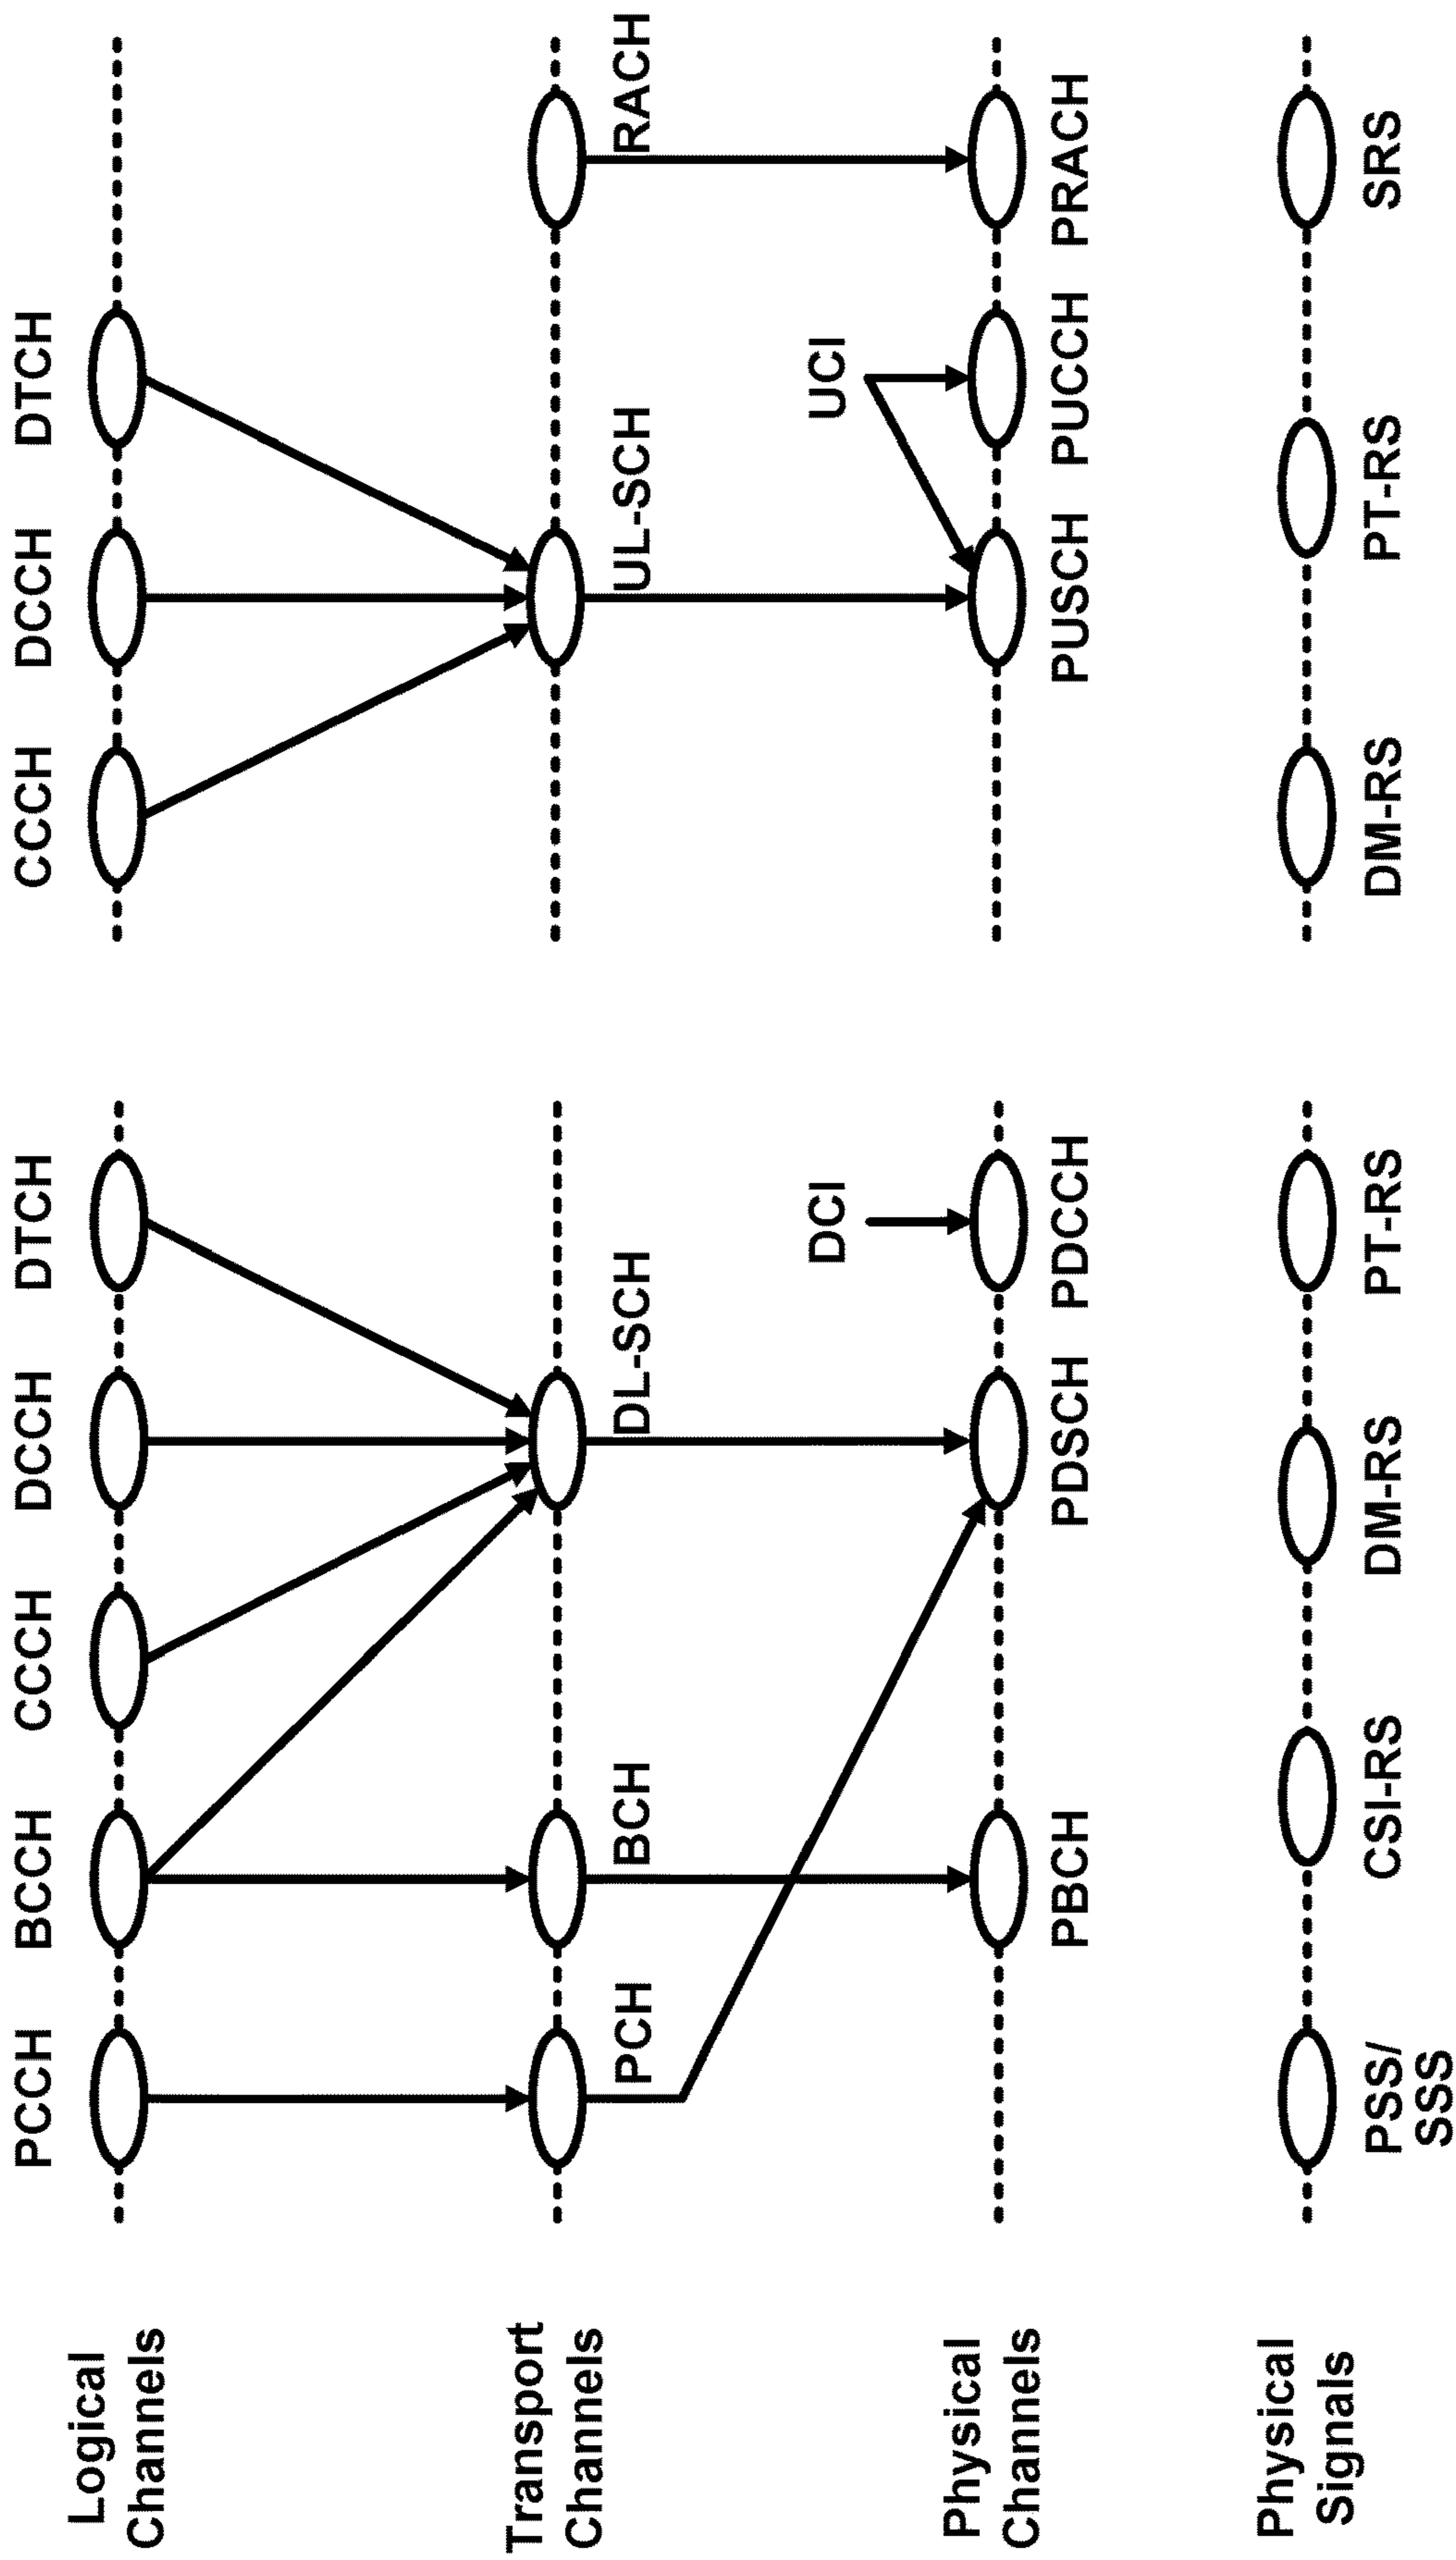 Logical
Channels
PCCH
BCCH
CCCH
DCCH
DTCH
CCCH
DCCH
DTCH
Transport
Channels
PCH
BCH
DL-SCH
UL-SCH
RACH
DCI
UCI
Physical
Channels
PBCH
PDSCH
PDCCH
PUSCH
PUCCH
PRACH
Physical
Signals
PSS/
SSS
CSI-RS
DM-RS
PT-RS
DM-RS
PT-RS
SRS